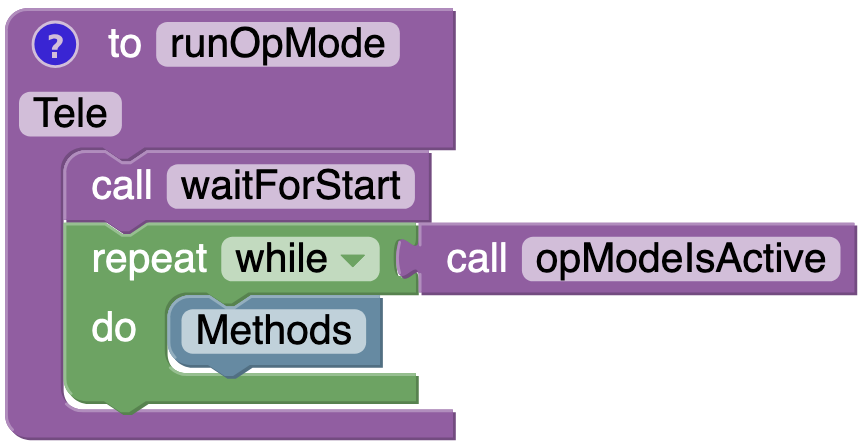 ? to runOpMode
Tele
call waitForStart
repeat while call opModeIsActive
do Methods